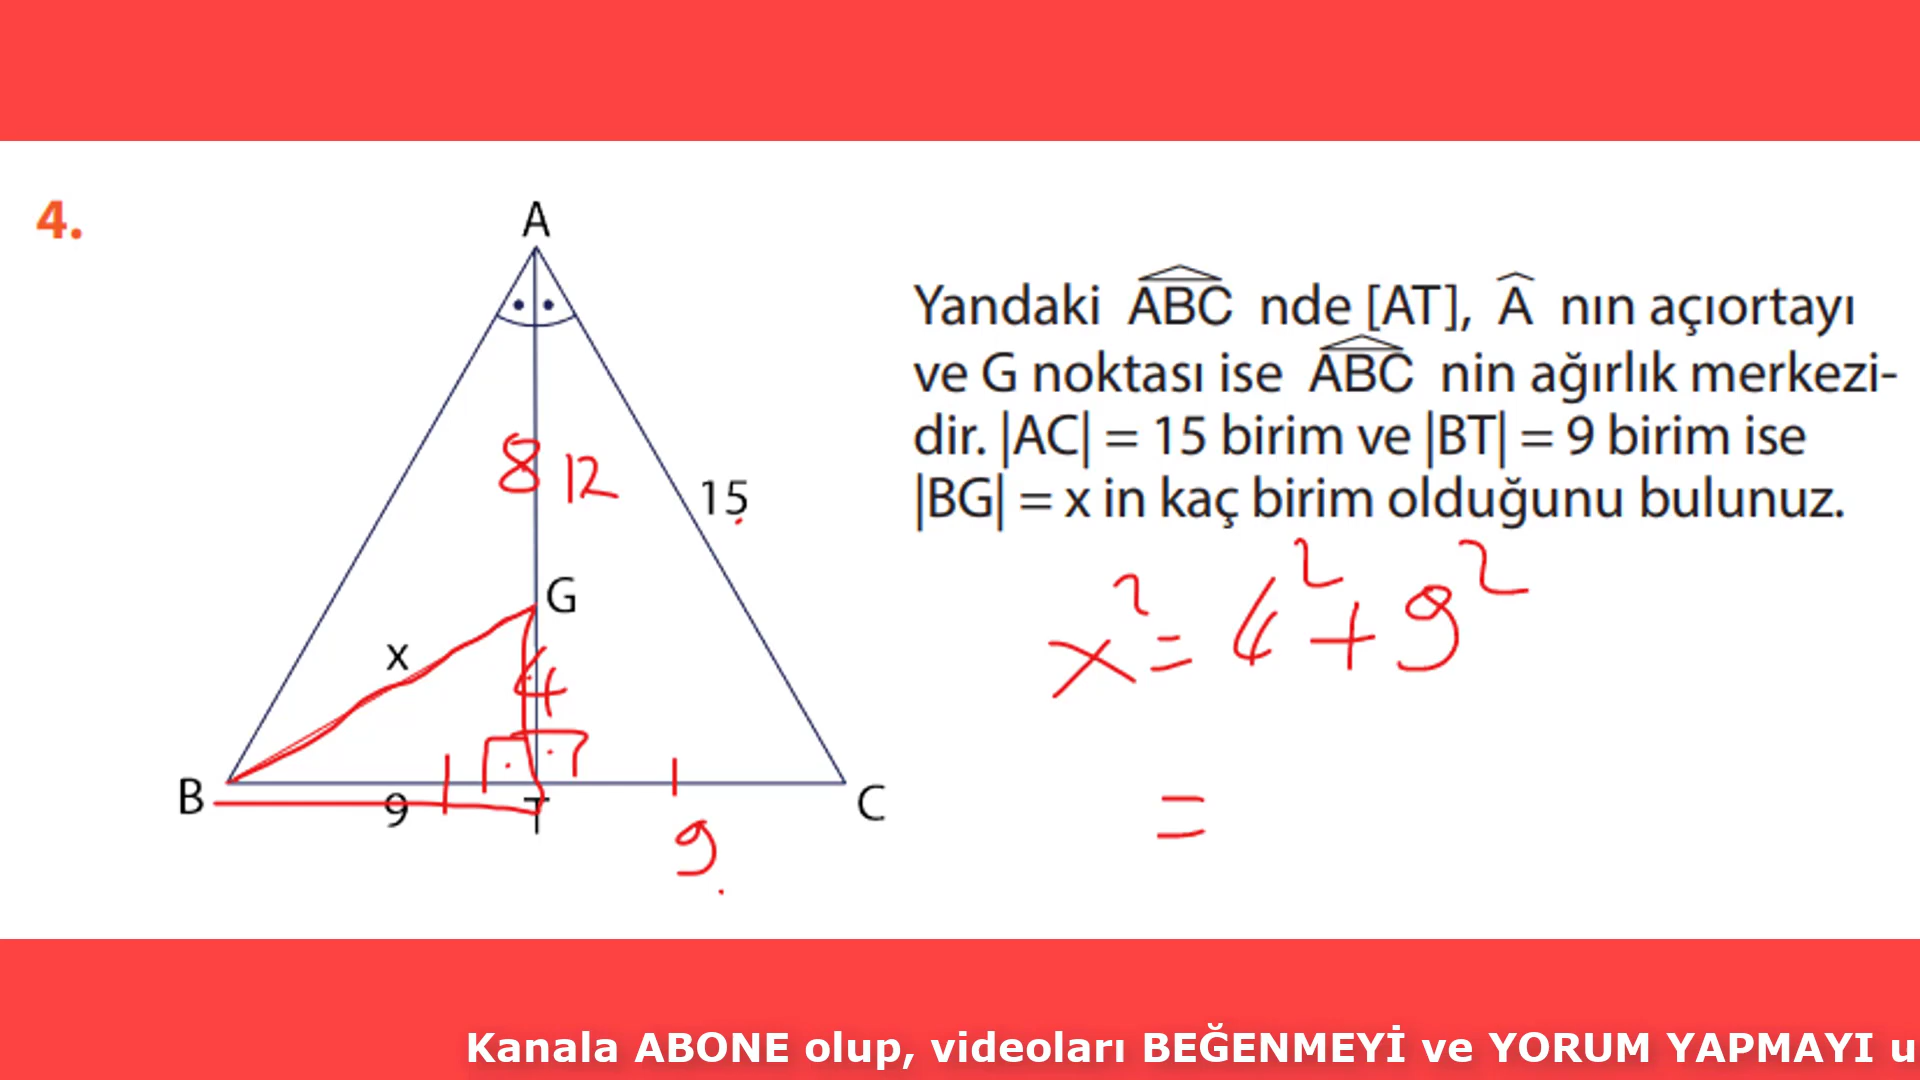 4.
A
8 12
15
G
x
4
B
9
T
C
9
Yandaki ABC nde [AT], A nın açıortayı
ve G noktası ise ABC nin ağırlık merkezi-
dir. |AC| = 15 birim ve |BT| = 9 birim ise
|BG| = x in kaç birim olduğunu bulunuz.
x² = 4² + 9²
=
Kanala ABONE olup, videoları BEĞENMEYİ ve YORUM YAPMAYI u